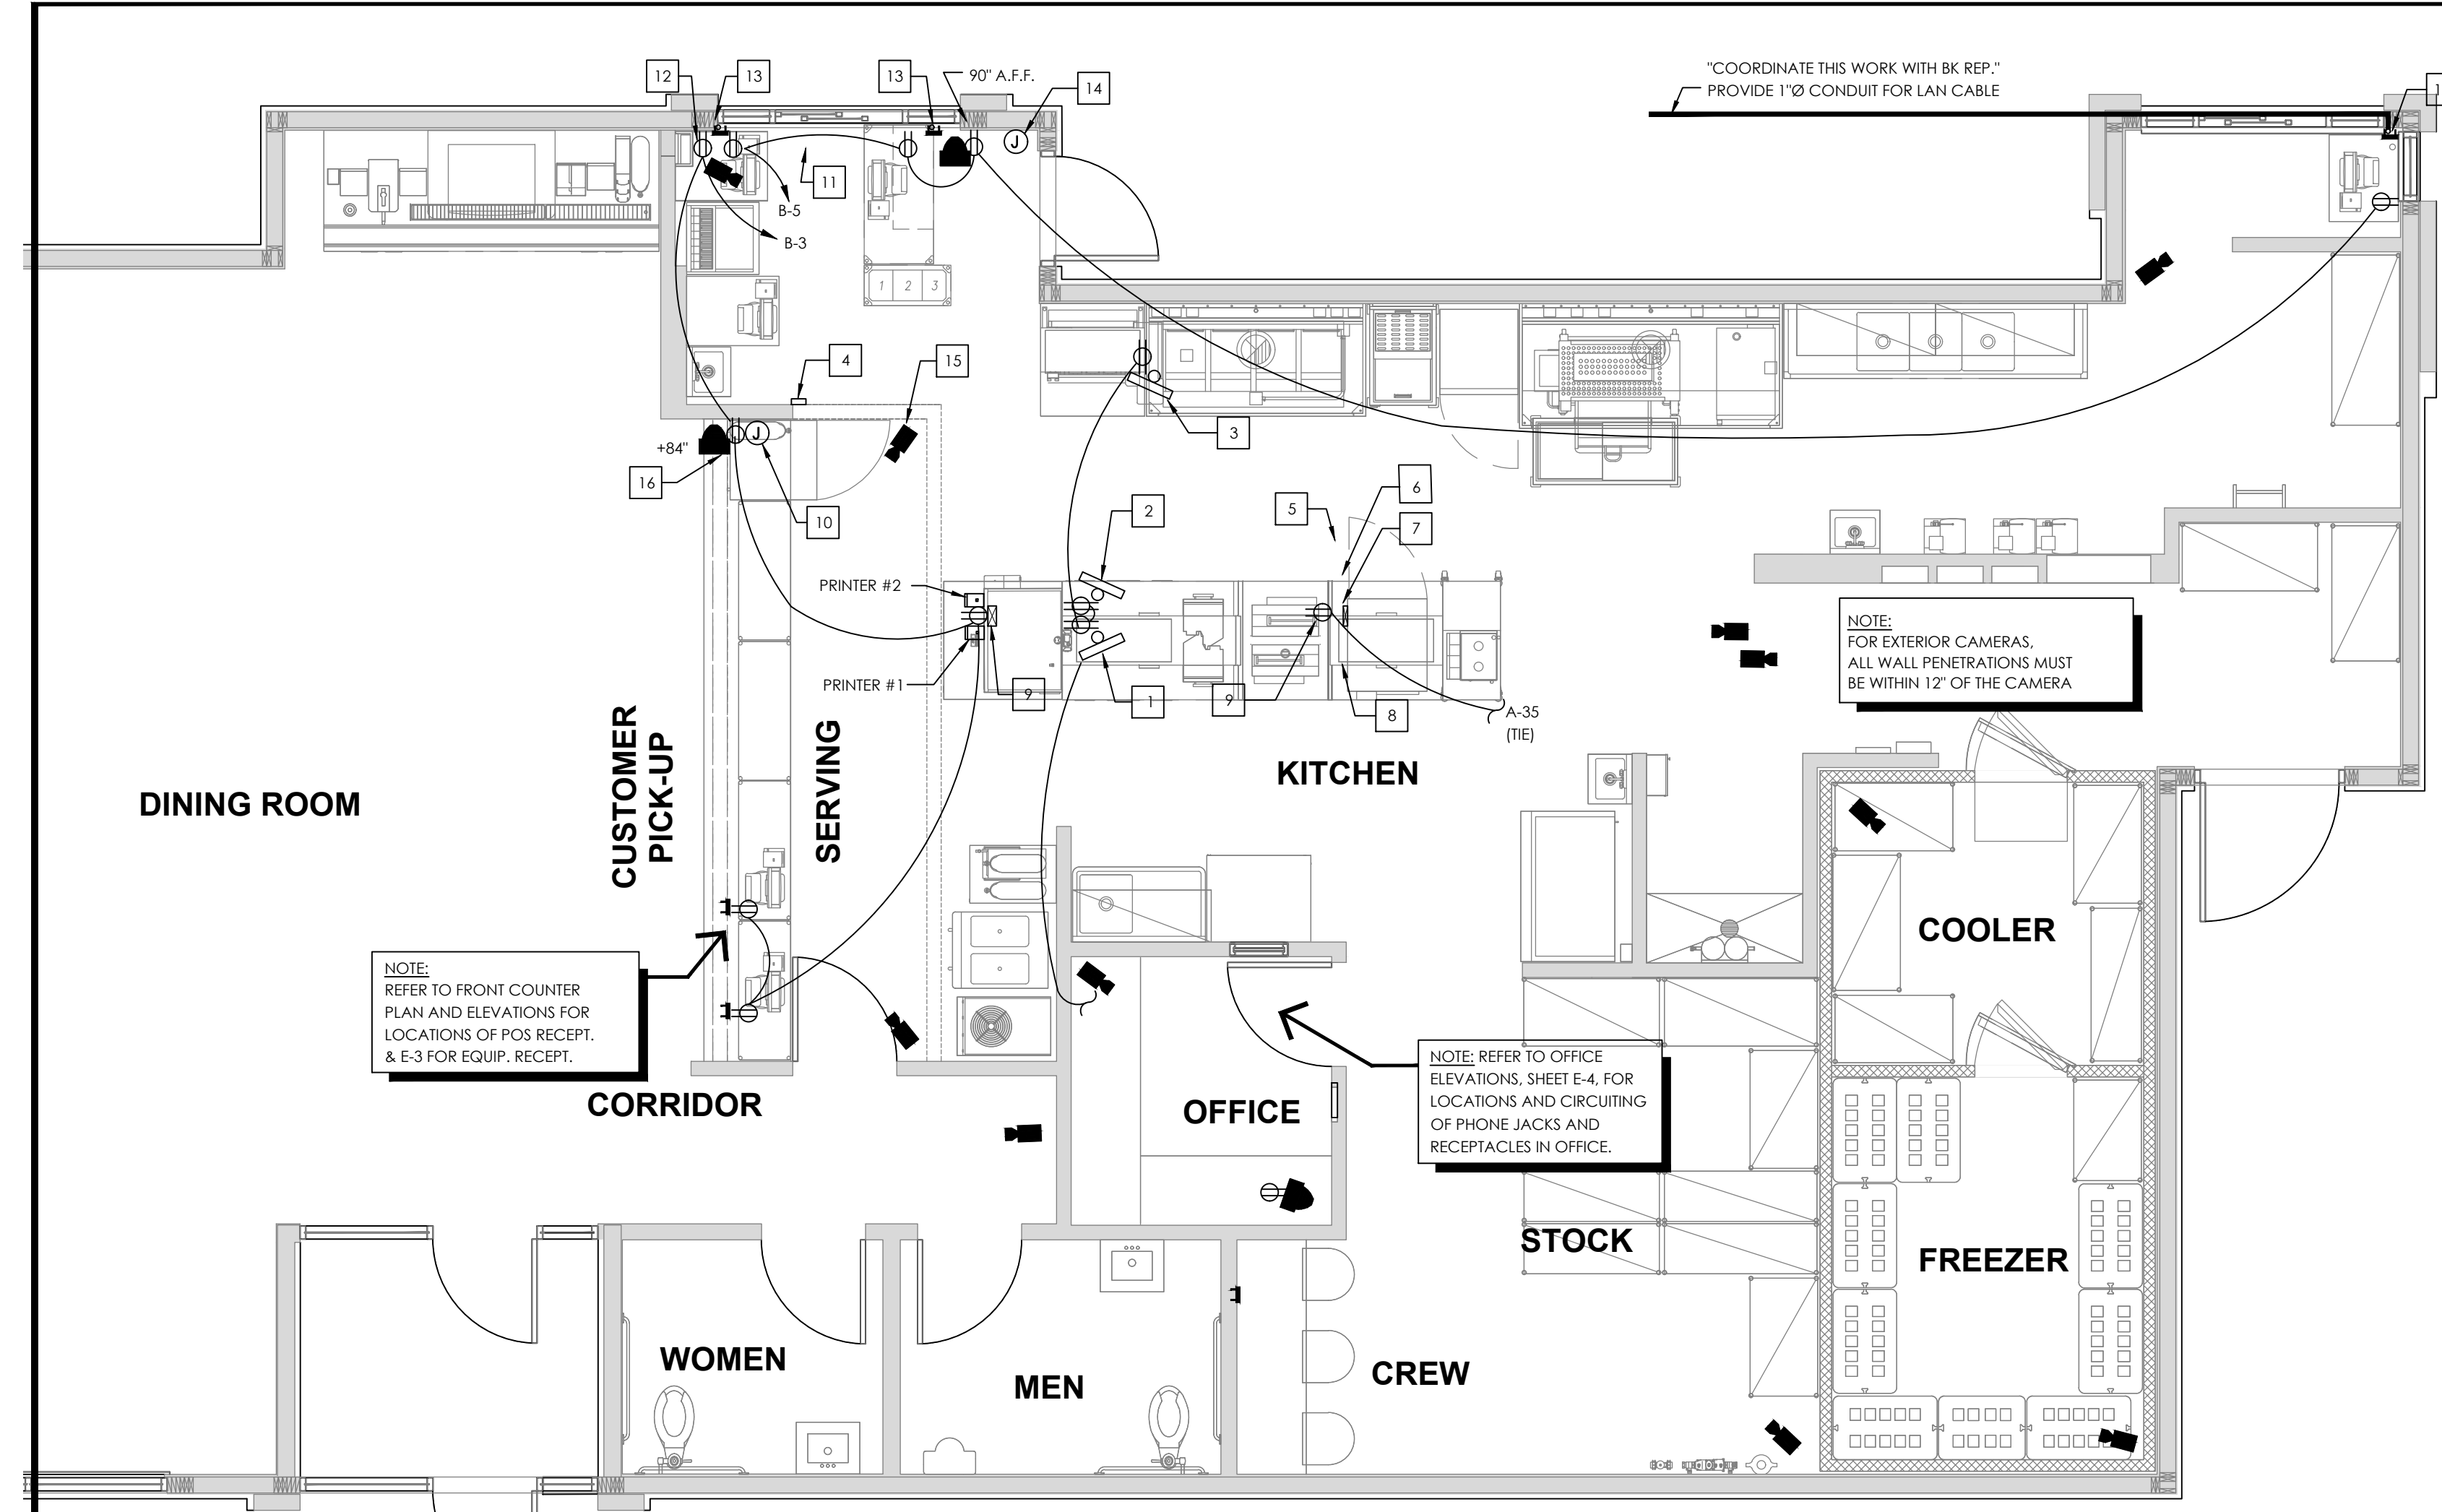 "COORDINATE THIS WORK WITH BK REP."
PROVIDE 1"Ø CONDUIT FOR LAN CABLE
12
13
13
90" A.F.F.
14
J
11
B-5
B-3
1 2 3
4
15
3
+84"
J
16
10
2
5
6
7
PRINTER #2
PRINTER #1
9
1
9
8
A-35
(TIE)
NOTE:
FOR EXTERIOR CAMERAS,
ALL WALL PENETRATIONS MUST
BE WITHIN 12" OF THE CAMERA
DINING ROOM
CUSTOMER
PICK-UP
SERVING
KITCHEN
COOLER
NOTE:
REFER TO FRONT COUNTER
PLAN AND ELEVATIONS FOR
LOCATIONS OF POS RECEPT.
& E-3 FOR EQUIP. RECEPT.
CORRIDOR
OFFICE
NOTE: REFER TO OFFICE
ELEVATIONS, SHEET E-4, FOR
LOCATIONS AND CIRCUITING
OF PHONE JACKS AND
RECEPTACLES IN OFFICE.
STOCK
FREEZER
WOMEN
MEN
CREW